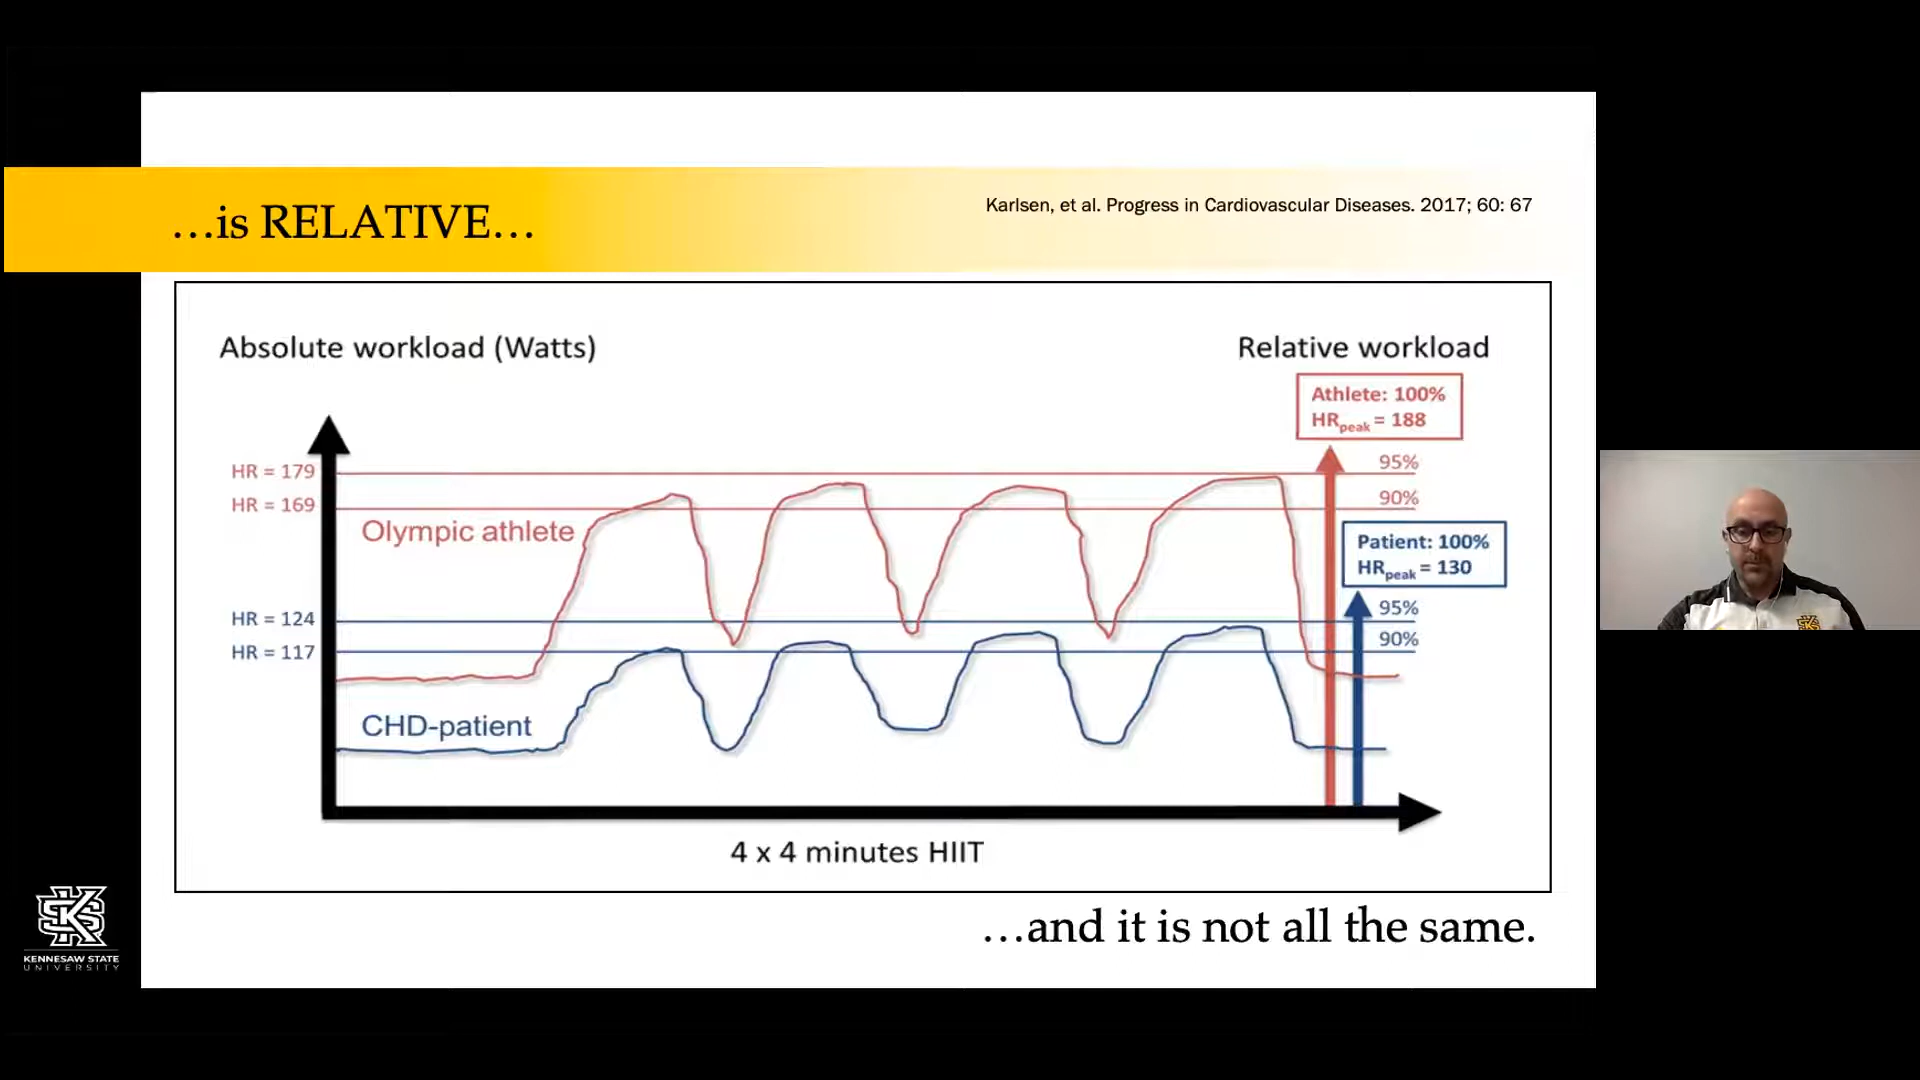 …is RELATIVE…
Karlsen, et al. Progress in Cardiovascular Diseases. 2017; 60: 67
Absolute workload (Watts)
Relative workload
Athlete: 100%
HRpeak = 188
HR = 179
95%
HR = 169
90%
Olympic athlete
Patient: 100%
HRpeak = 130
HR = 124
95%
HR = 117
90%
CHD-patient
4 x 4 minutes HIIT
…and it is not all the same.
KS
KENNESAW STATE
UNIVERSITY
KS